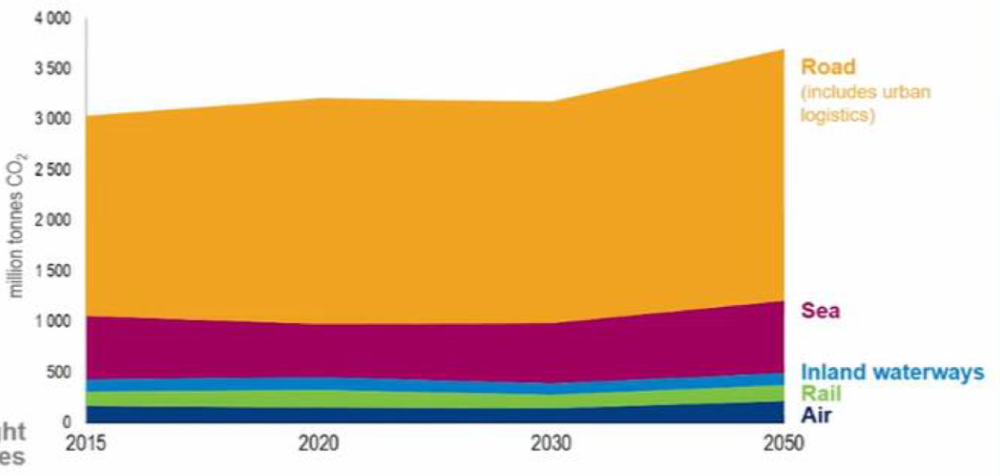 4 000
3 500
3 000
2 500
2 000
1 500
1 000
500
0
million tonnes CO₂
2015 2020 2030 2050
Road
(includes urban
logistics)
Sea
Inland waterways
Rail
Air
ght
es